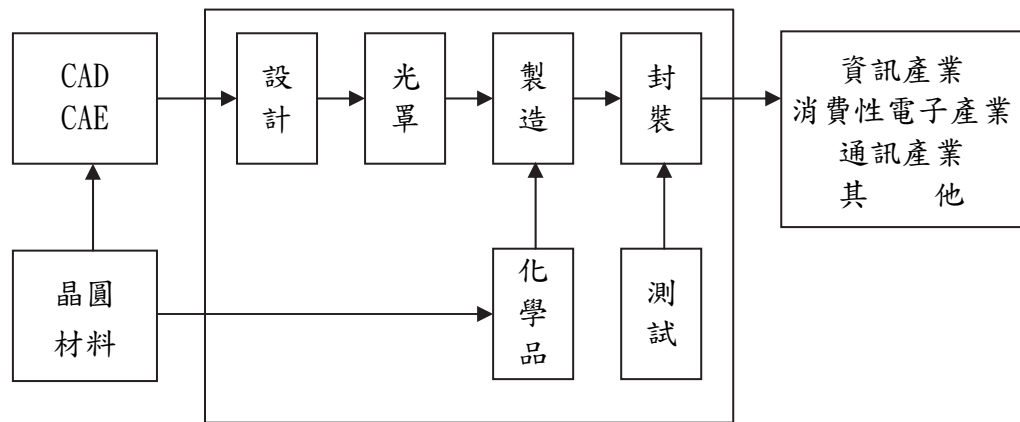 CAD
CAE
設計
光罩
製造
封裝
資訊產業
消費性電子產業
通訊產業
其 他
晶圓
材料
化學品
測試